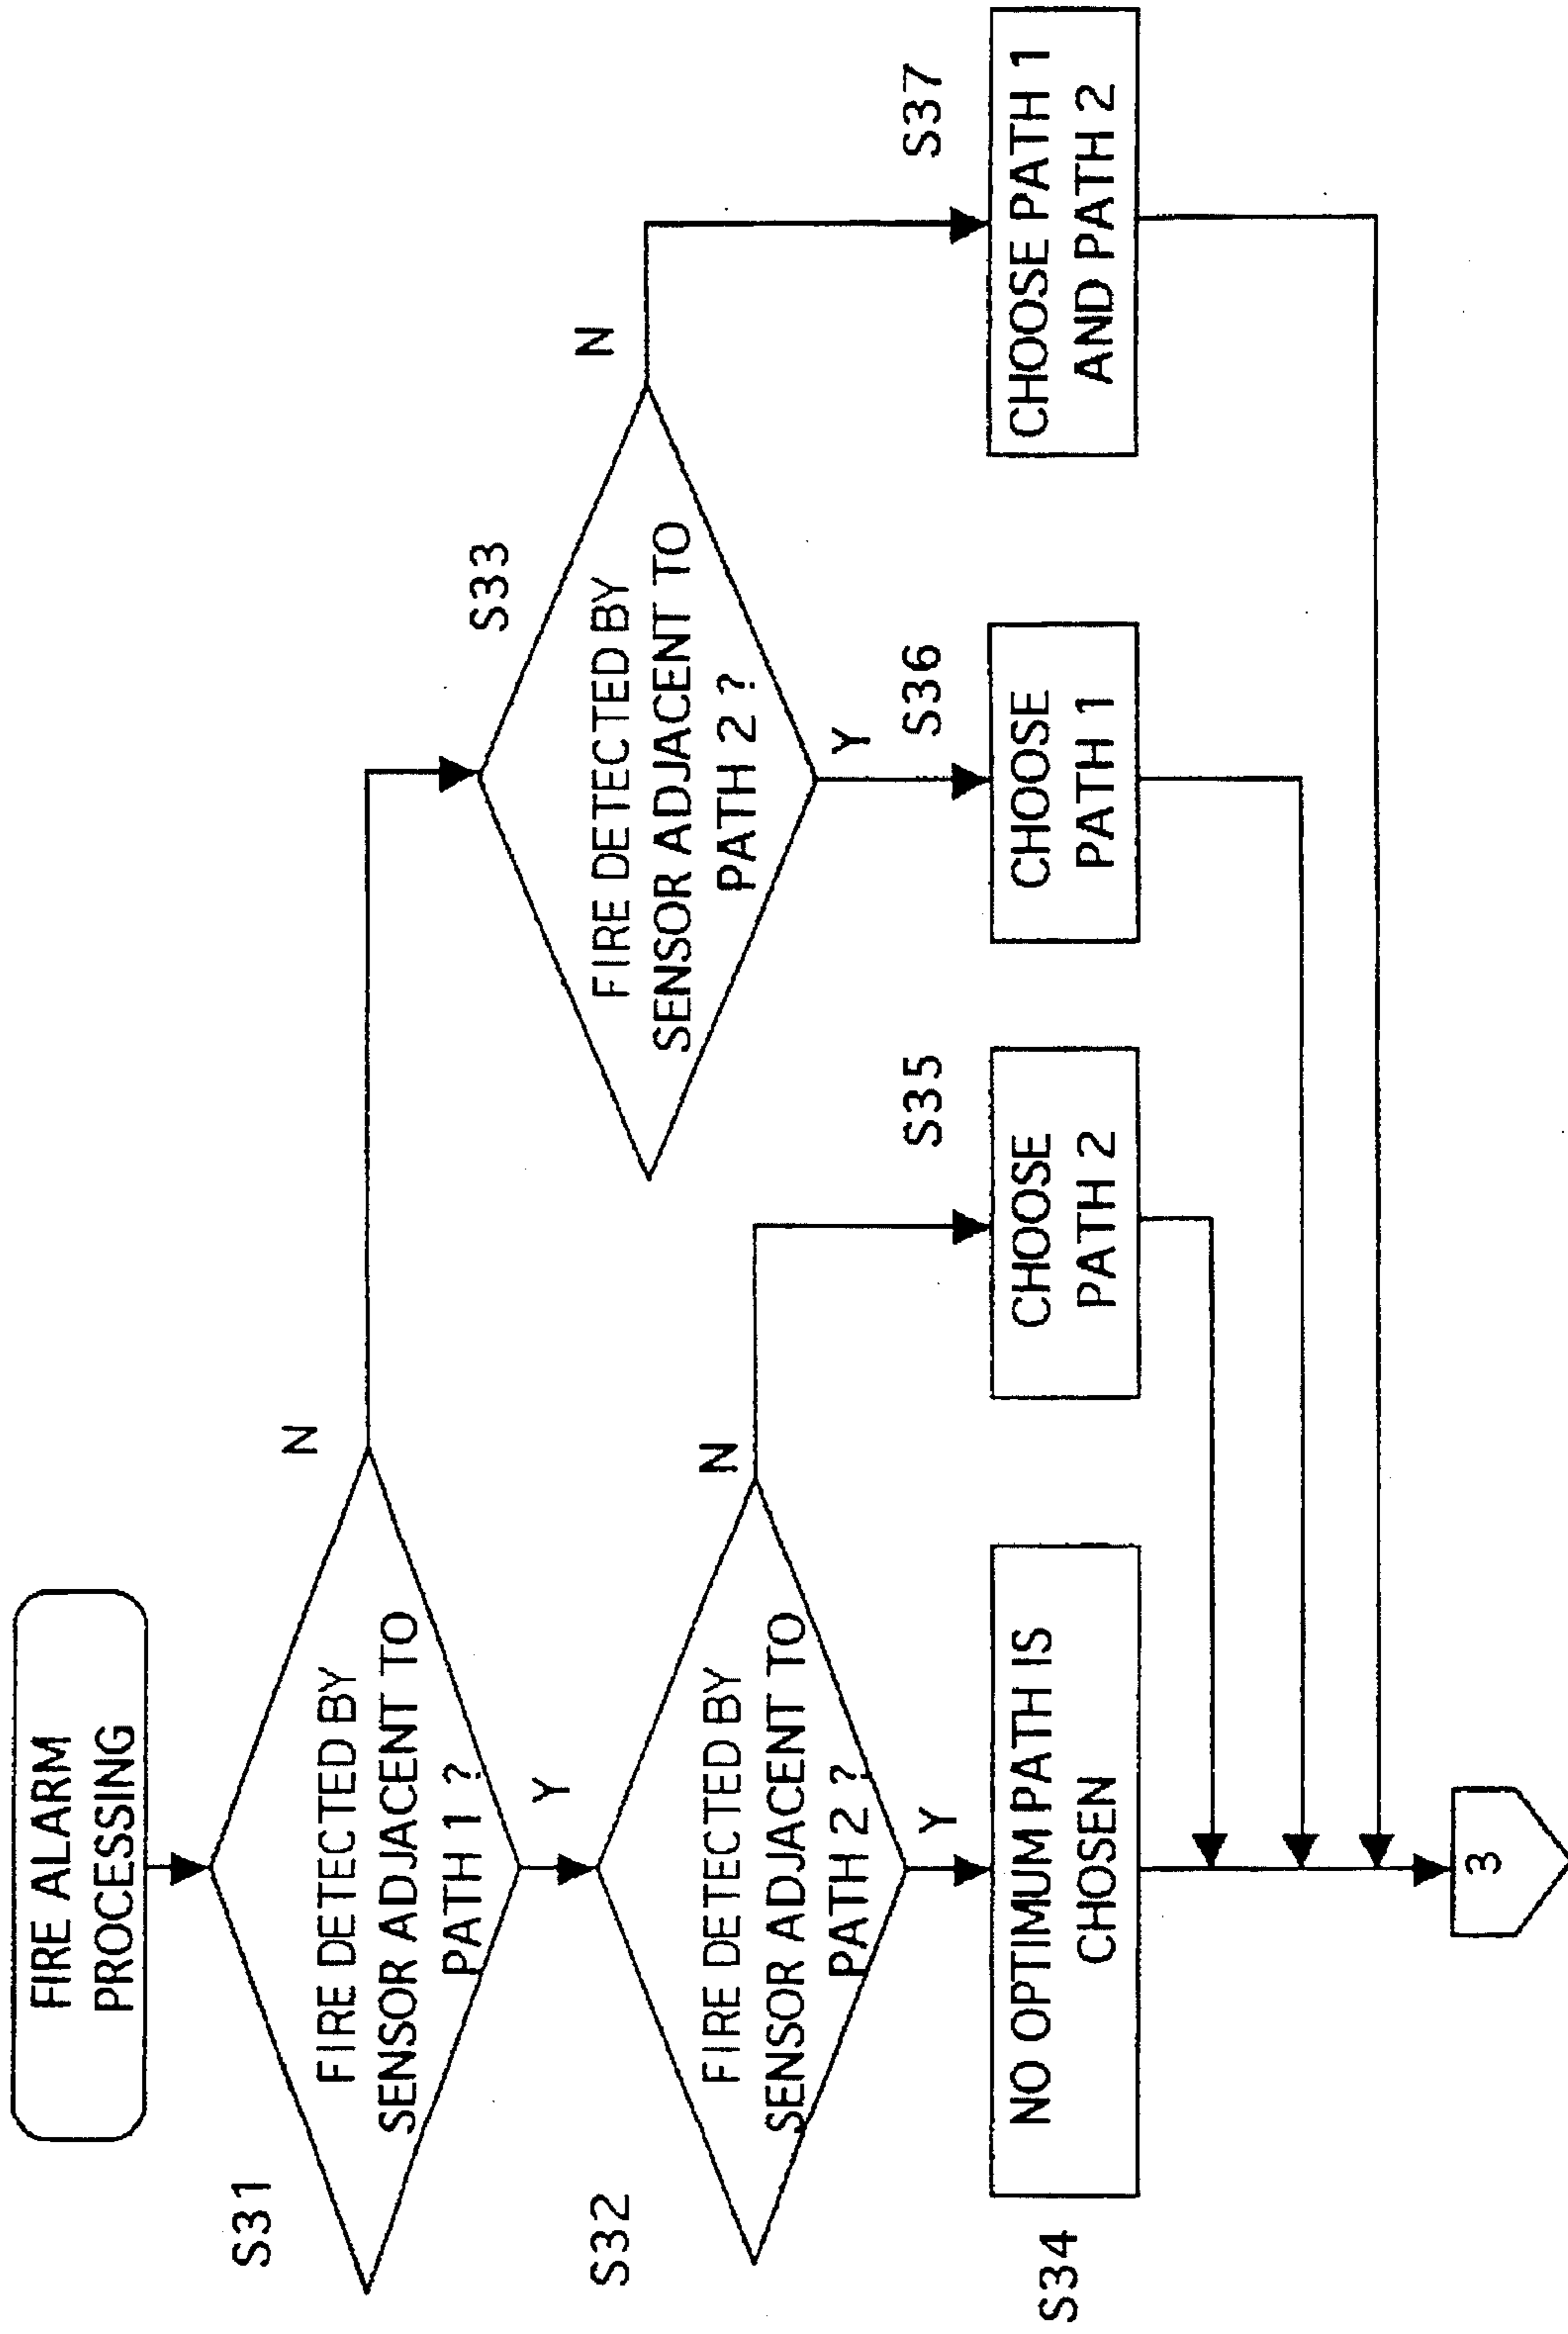 FIRE ALARM
PROCESSING
S31
FIRE DETECTED BY
SENSOR ADJACENT TO
PATH 1 ?
N
Y
S32
FIRE DETECTED BY
SENSOR ADJACENT TO
PATH 2 ?
N
Y
S33
FIRE DETECTED BY
SENSOR ADJACENT TO
PATH 2 ?
N
Y
S34
NO OPTIMUM PATH IS
CHOSEN
S35
CHOOSE
PATH 2
S36
CHOOSE
PATH 1
S37
CHOOSE PATH 1
AND PATH 2
3